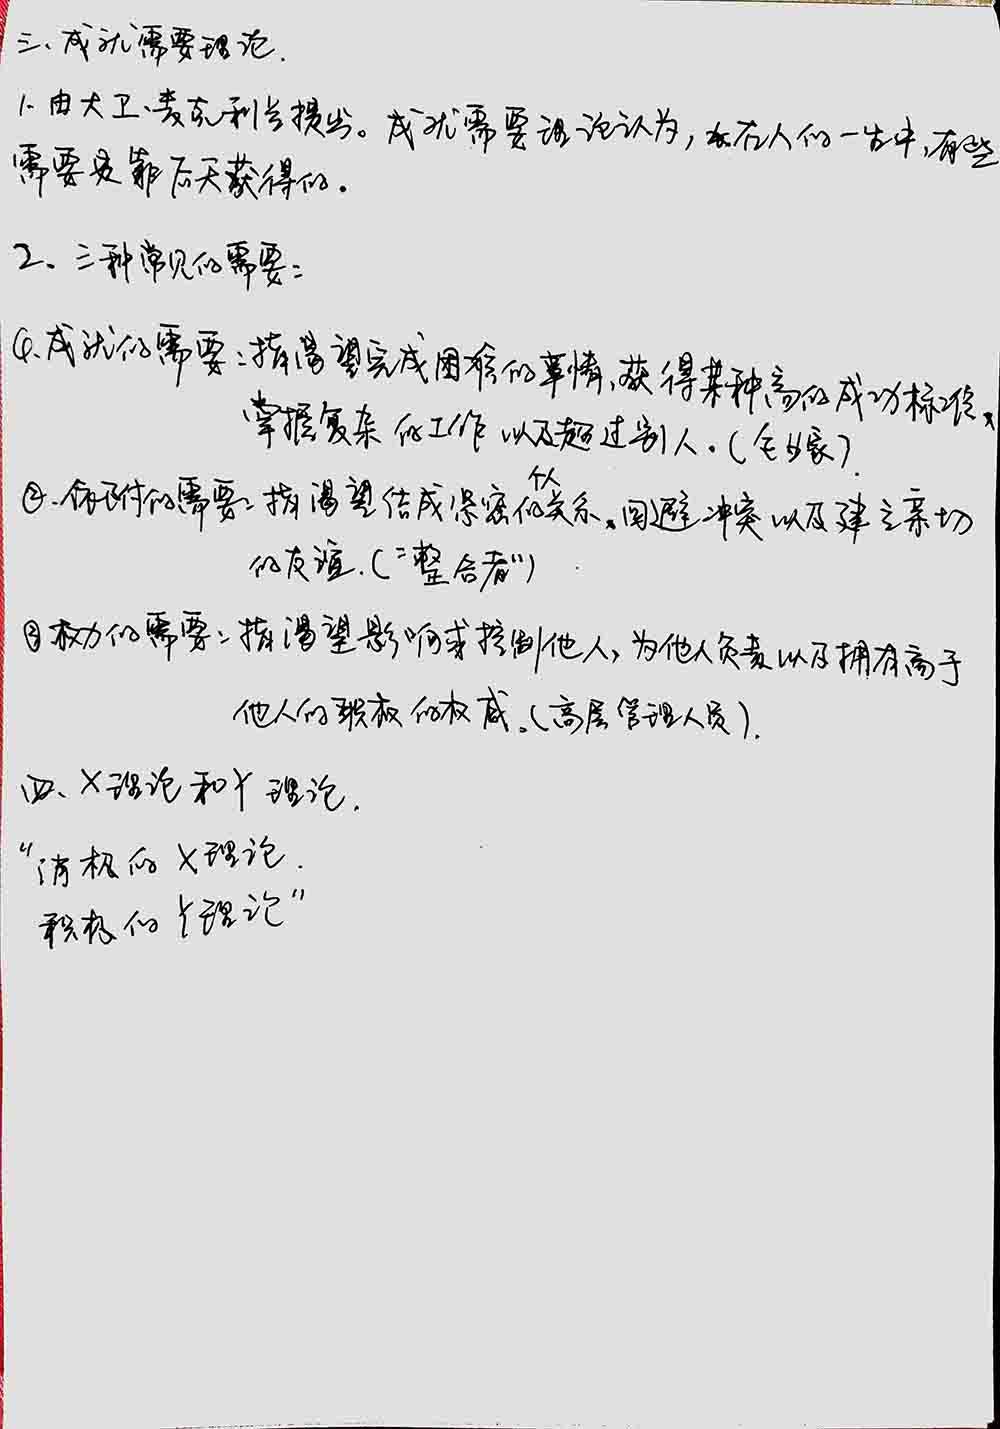 三、成就需要理论.
1、由大卫·麦克利兰提出。成就需要理论认为,在人的一生中,有些
需要是靠后天获得的。
2、三种常见的需要:
①、成就的需要:指渴望完成困难的事情、获得某种高的成功标准、
掌握复杂的工作以及超过别人。(企业家).
②、依附的需要:指渴望结成紧密的个人关系、回避冲突以及建立亲切
的友谊.(“整合者”)
③权力的需要:指渴望影响或控制他人、为他人负责以及拥有高于
他人的职权的权威。(高层管理人员).
四、X理论和Y理论.
“消极的X理论.
积极的Y理论”